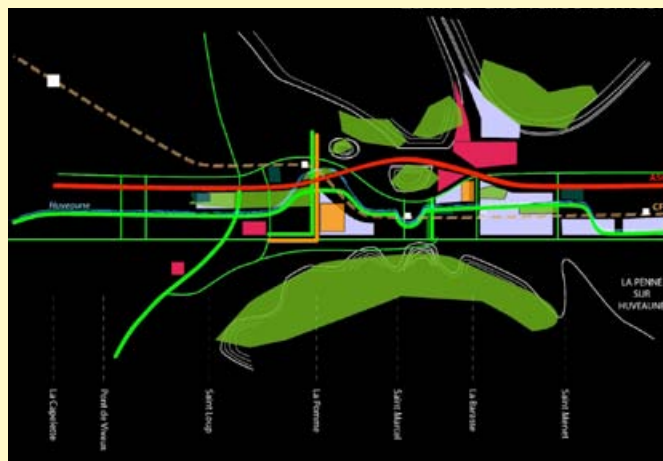 Huveaune
LA PENNE
SUR
HUVEAUNE
La Capelette
Pont de Vivaux
Saint Loup
La Pomme
Saint Marcel
La Barasse
Saint Menet